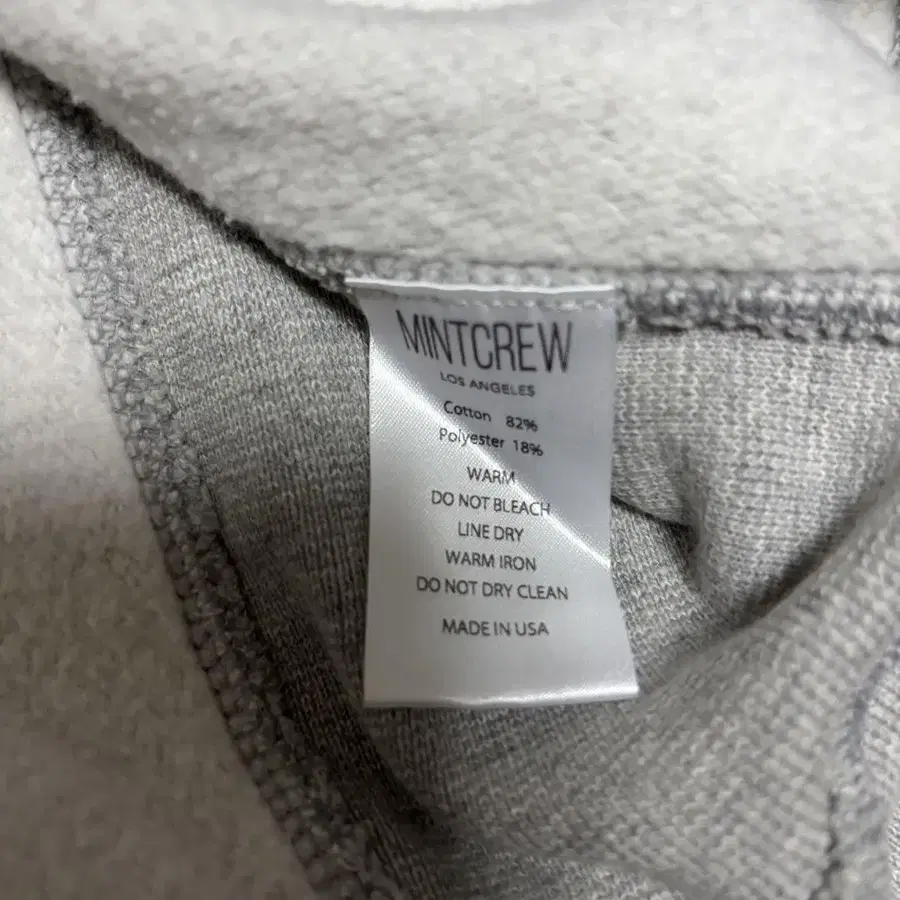 MINTCREW
LOS ANGELES
Cotton 82%
Polyester 18%
WARM
DO NOT BLEACH
LINE DRY
WARM IRON
DO NOT DRY CLEAN
MADE IN USA